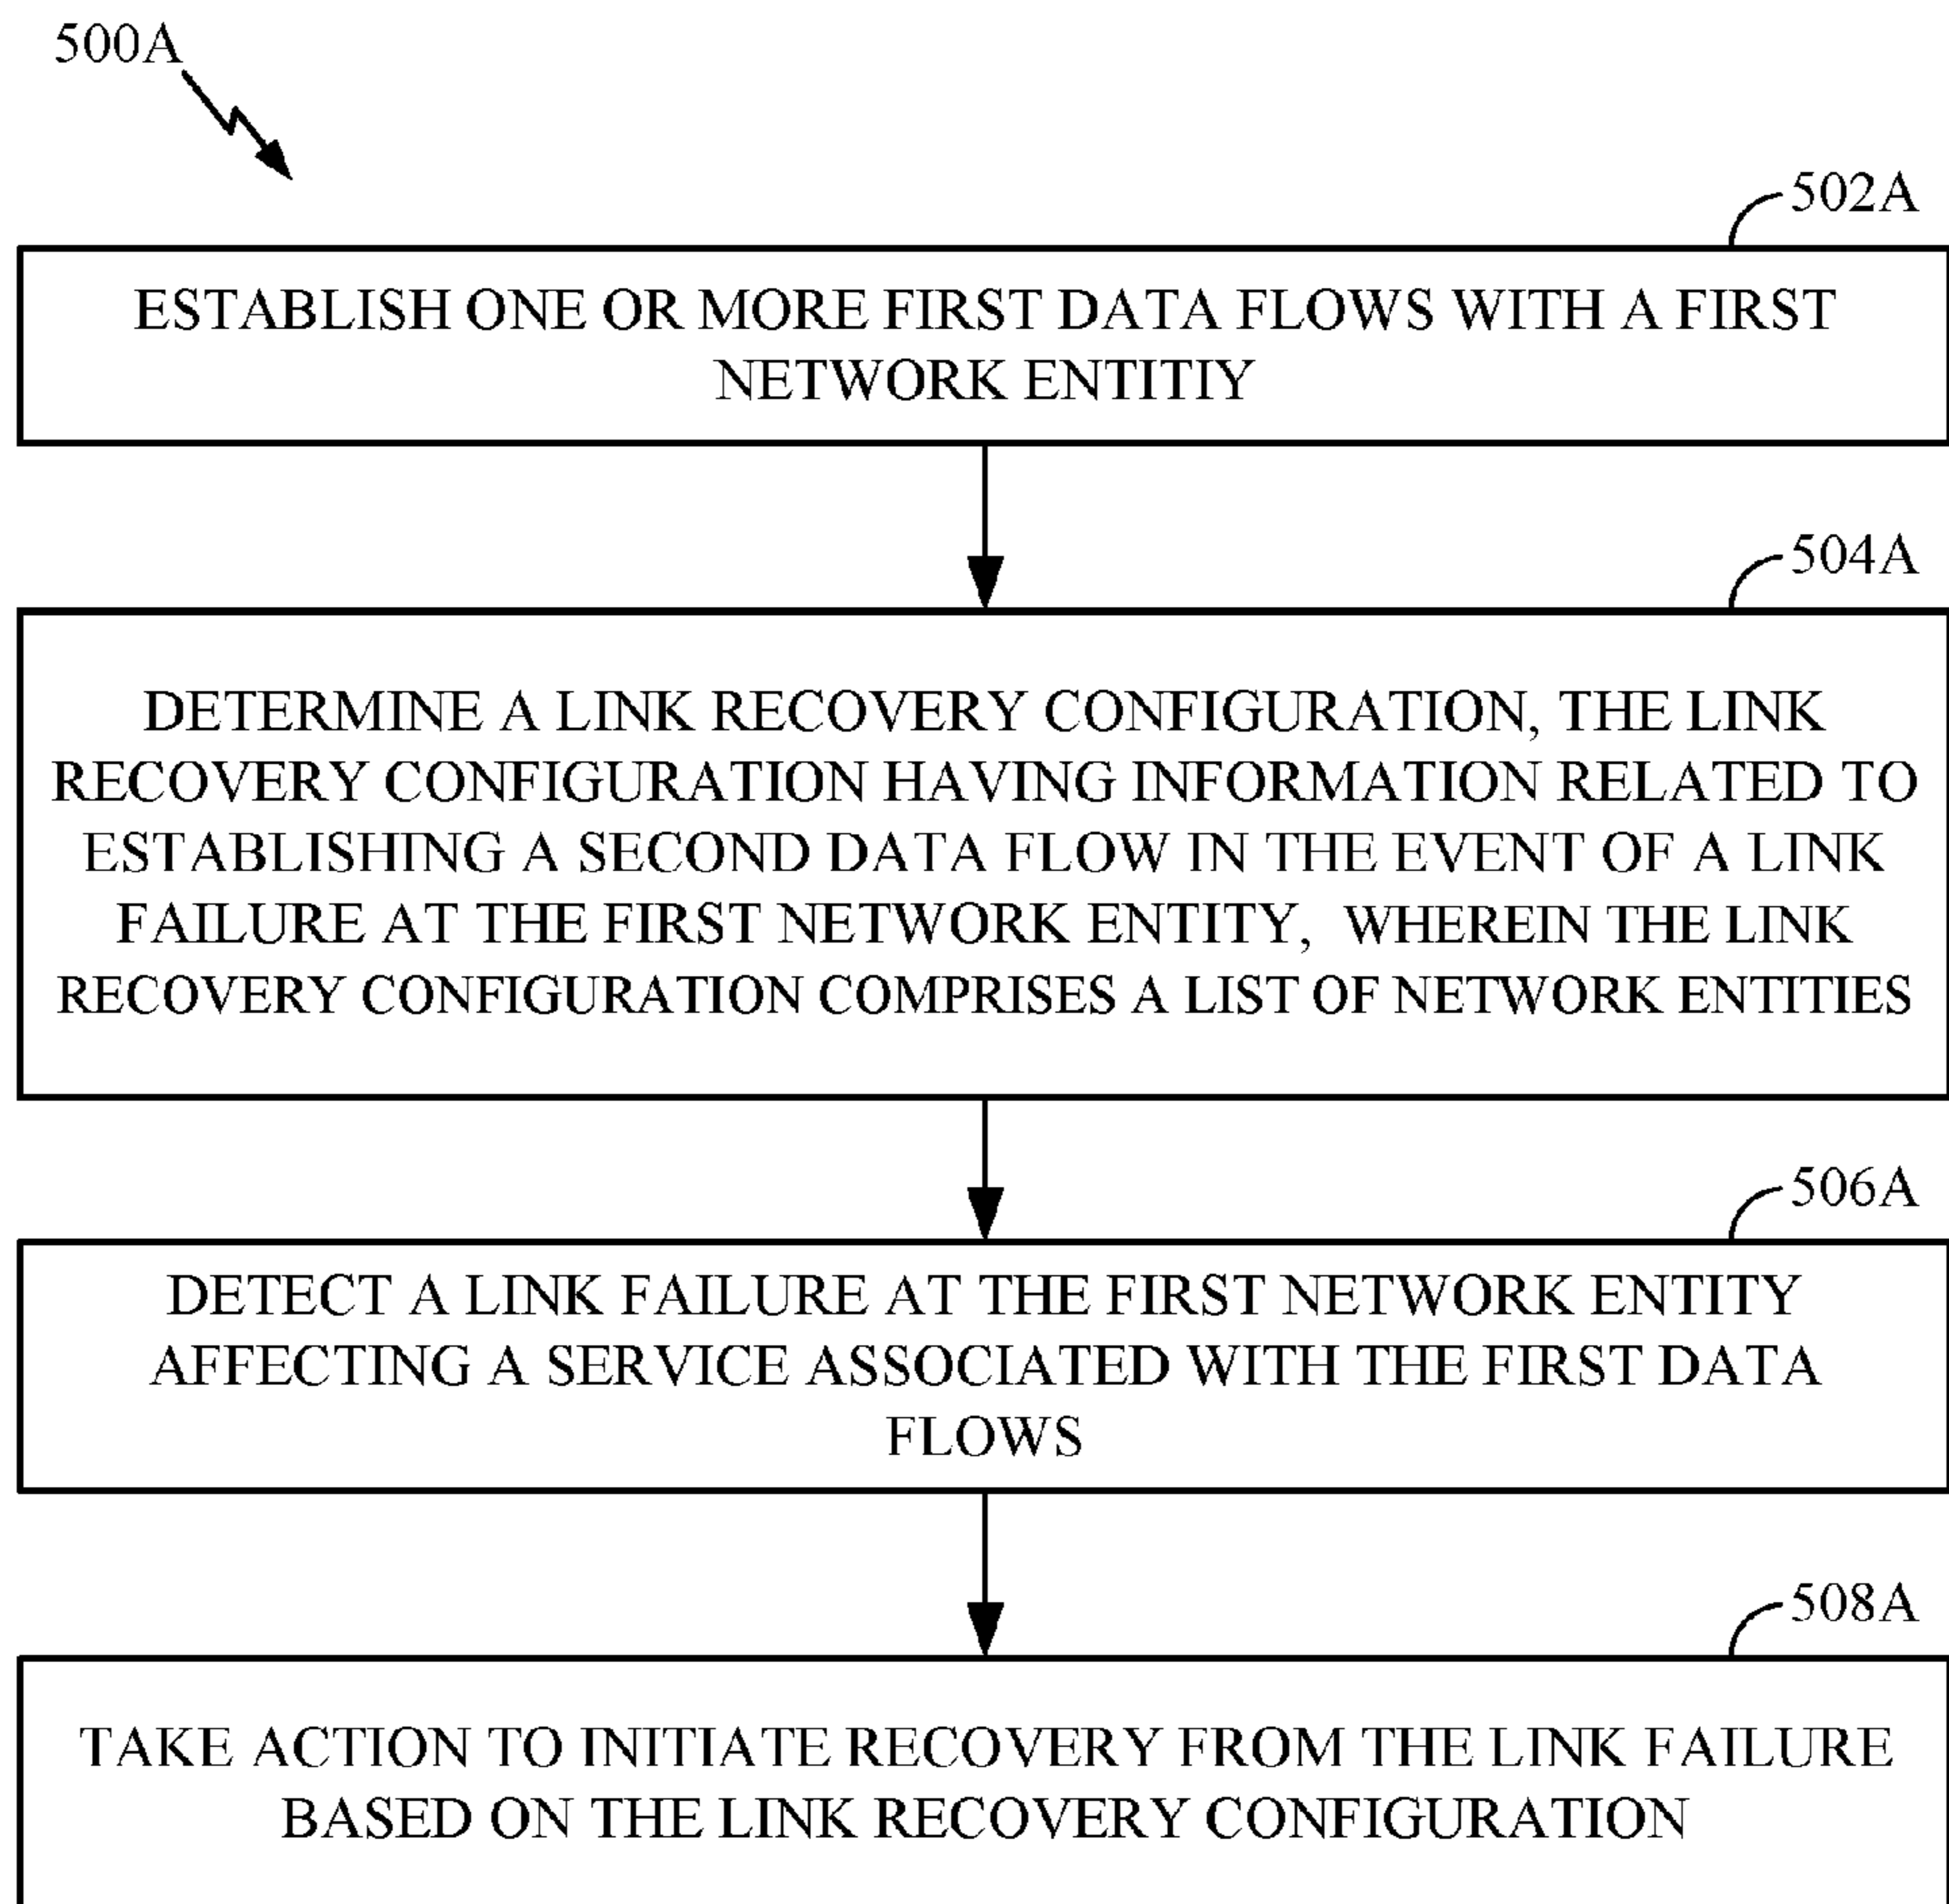 500A
502A
ESTABLISH ONE OR MORE FIRST DATA FLOWS WITH A FIRST
NETWORK ENTITIY
504A
DETERMINE A LINK RECOVERY CONFIGURATION, THE LINK
RECOVERY CONFIGURATION HAVING INFORMATION RELATED TO
ESTABLISHING A SECOND DATA FLOW IN THE EVENT OF A LINK
FAILURE AT THE FIRST NETWORK ENTITY, WHEREIN THE LINK
RECOVERY CONFIGURATION COMPRISES A LIST OF NETWORK ENTITIES
506A
DETECT A LINK FAILURE AT THE FIRST NETWORK ENTITY
AFFECTING A SERVICE ASSOCIATED WITH THE FIRST DATA
FLOWS
508A
TAKE ACTION TO INITIATE RECOVERY FROM THE LINK FAILURE
BASED ON THE LINK RECOVERY CONFIGURATION